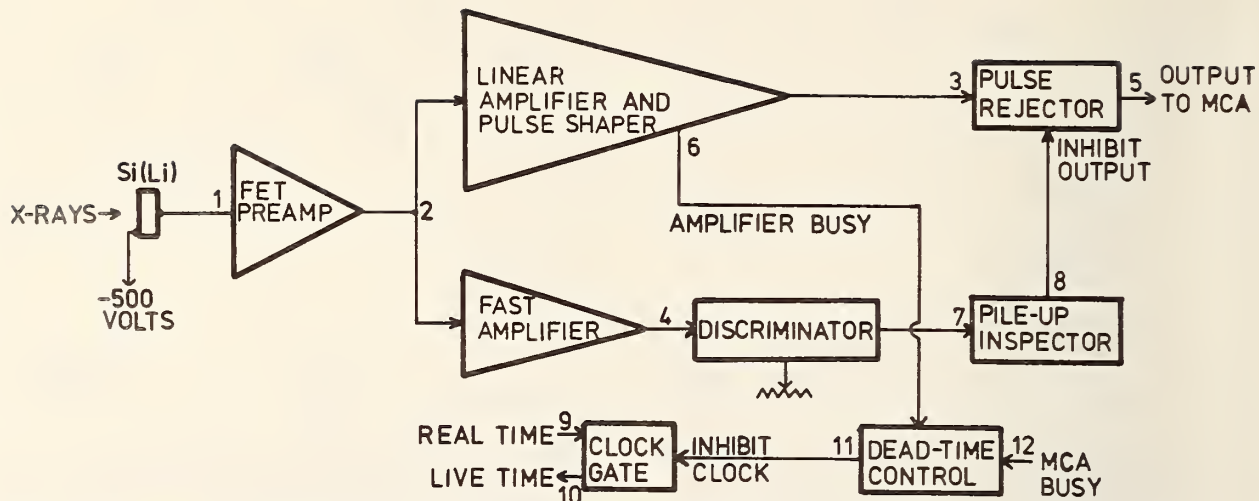 LINEAR
AMPLIFIER AND
PULSE SHAPER
6
3
PULSE
REJECTOR
5
OUTPUT
TO MCA
INHIBIT
OUTPUT
Si(Li)
X-RAYS
1
FET
PREAMP
2
-500
VOLTS
AMPLIFIER BUSY
FAST
AMPLIFIER
4
DISCRIMINATOR
7
8
PILE-UP
INSPECTOR
REAL TIME
9
LIVE TIME
10
CLOCK
GATE
INHIBIT
CLOCK
11
DEAD-TIME
CONTROL
12
MCA
BUSY